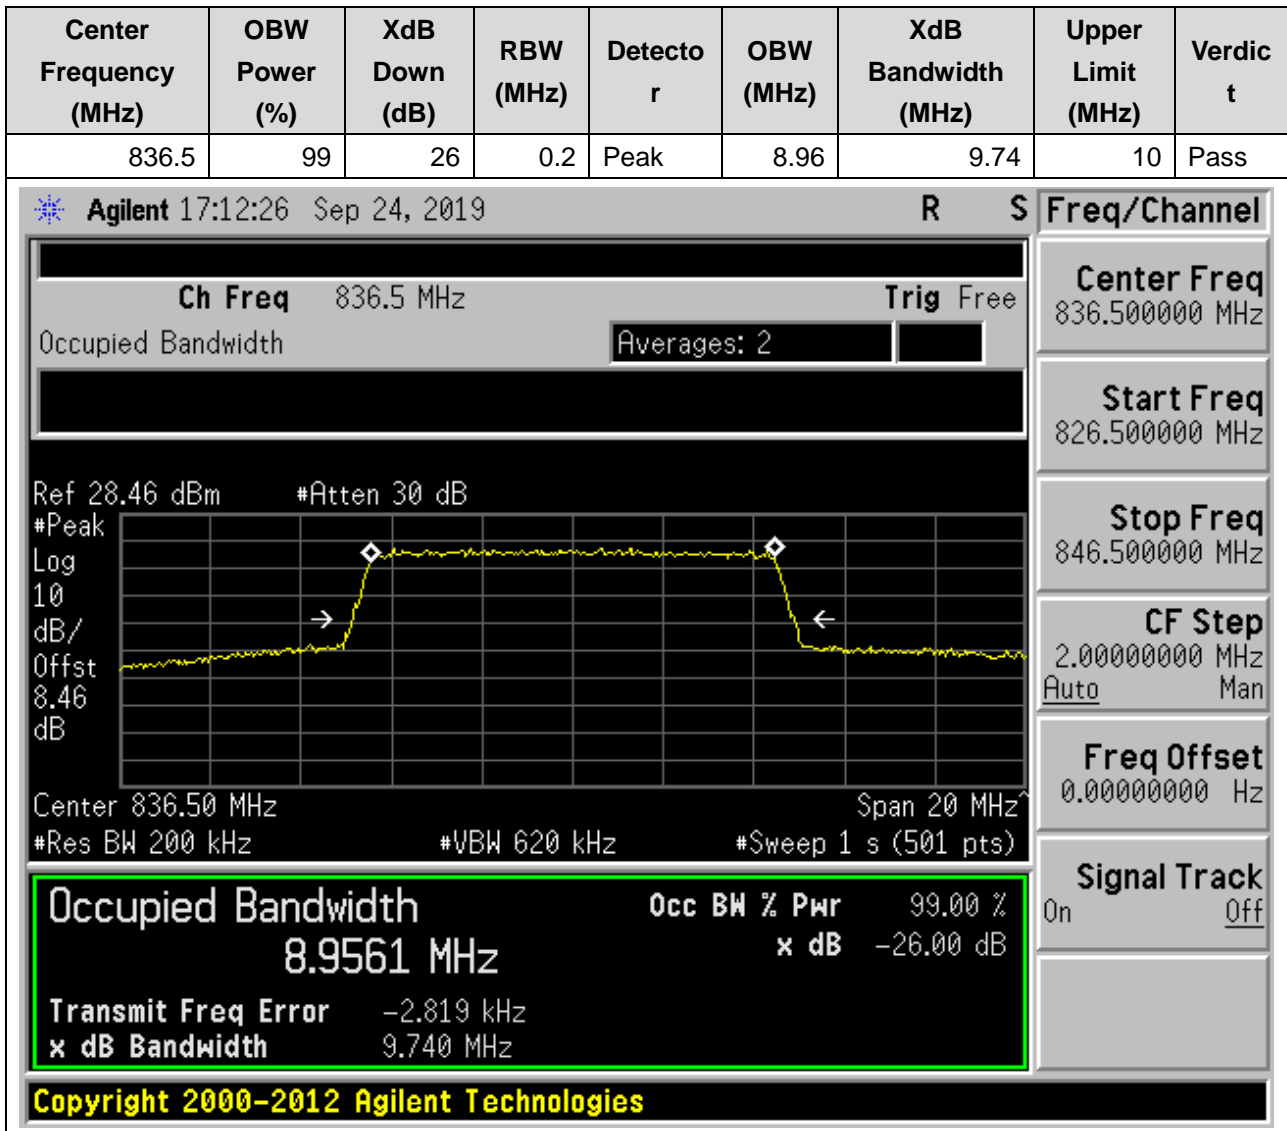 Center Frequency (MHz) OBW Power (%) XdB Down (dB) RBW (MHz) Detecto r OBW (MHz) XdB Bandwidth (MHz) Upper Limit (MHz) Verdic t
836.5 99 26 0.2 Peak 8.96 9.74 10 Pass
Agilent 17:12:26 Sep 24, 2019 R S Freq/Channel
Ch Freq 836.5 MHz Trig Free
Occupied Bandwidth Averages: 2
Center Freq
836.500000 MHz
Start Freq
826.500000 MHz
Stop Freq
846.500000 MHz
CF Step
2.00000000 MHz
Auto Man
Freq Offset
0.00000000 Hz
Signal Track
On Off
Ref 28.46 dBm #Atten 30 dB
#Peak
Log
10
dB/
Offst
8.46
dB
Center 836.50 MHz Span 20 MHz^
#Res BW 200 kHz #VBW 620 kHz #Sweep 1 s (501 pts)
Occupied Bandwidth Occ BW % Pwr 99.00 %
8.9561 MHz x dB -26.00 dB
Transmit Freq Error -2.819 kHz
x dB Bandwidth 9.740 MHz
Copyright 2000-2012 Agilent Technologies